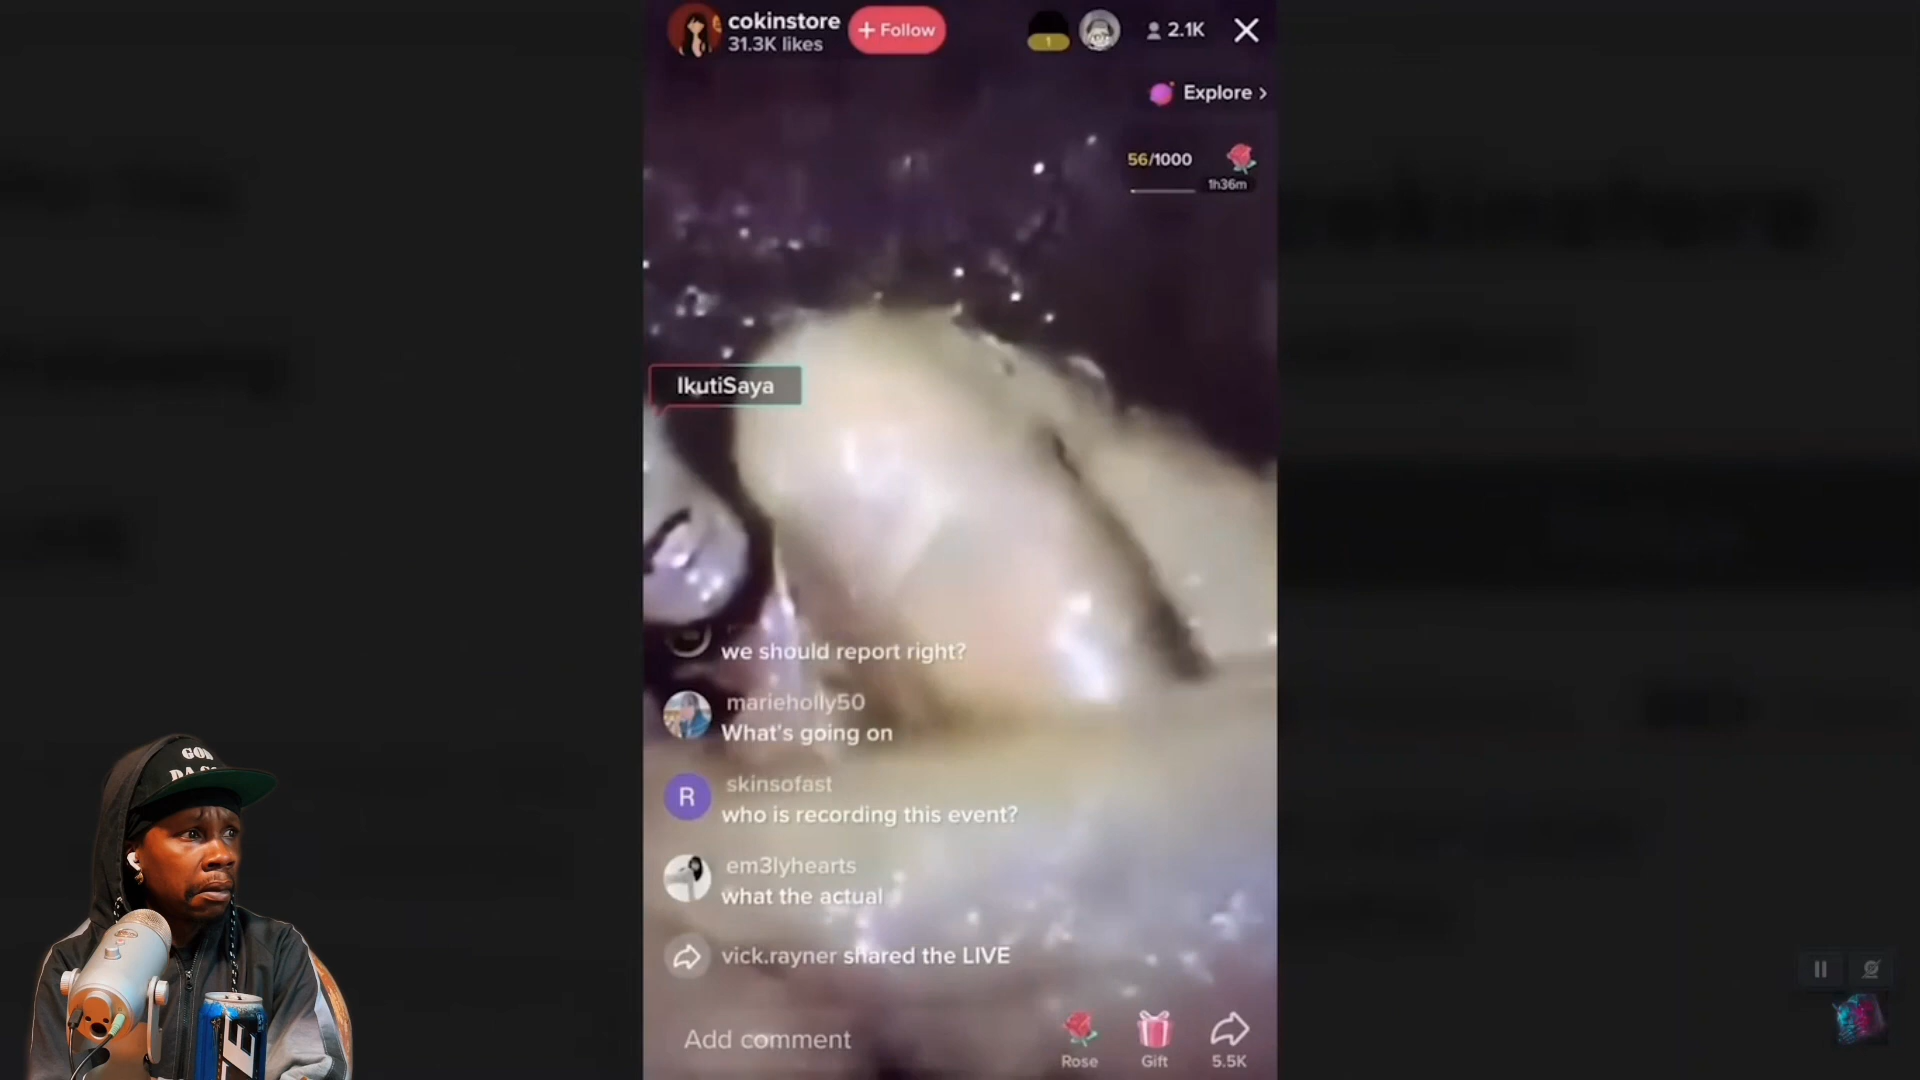 cokinstore
31.3K likes
+ Follow
1
2.1K
Explore >
56/1000
1h36m
IkutiSaya
we should report right?
marieholly50
What's going on
R
skinsofast
who is recording this event?
em3lyhearts
what the actual
vick.rayner shared the LIVE
Add comment
Rose
Gift
5.5K
GOD